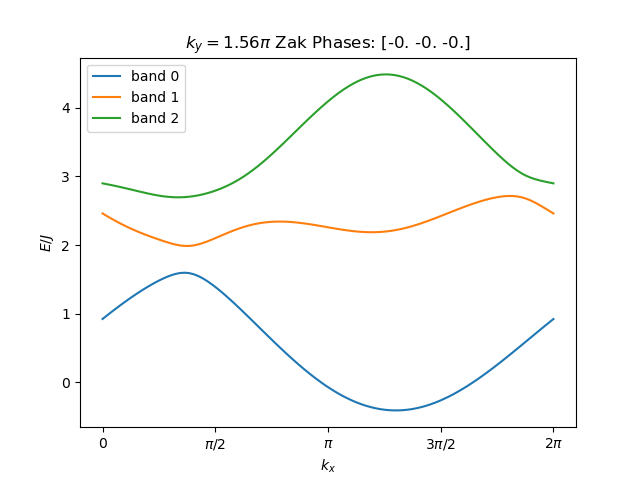 k_y = 1.56π Zak Phases: [-0. -0. -0.]
band 0
band 1
band 2
4
3
2
1
0
E/J
0 π/2 π 3π/2 2π
k_x